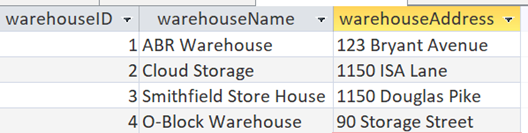 warehouseID warehouseName warehouseAddress
1 ABR Warehouse 123 Bryant Avenue
2 Cloud Storage 1150 ISA Lane
3 Smithfield Store House 1150 Douglas Pike
4 O-Block Warehouse 90 Storage Street